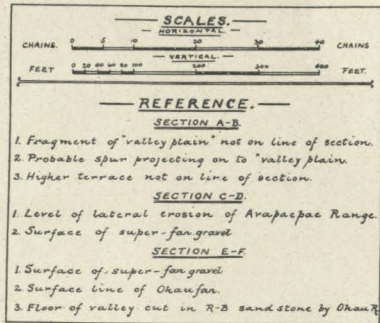 SCALES.
HORIZONTAL.
CHAINS. 0 5 10 20 30 40 CHAINS
VERTICAL.
FEET 0 20 40 60 80 100 200 300 400 FEET.
REFERENCE.
SECTION A-B.
1. Fragment of "valley plain" not on line of section.
2. Probable spur projecting on to "valley plain.
3. Higher terrace not on line of section.
SECTION C-D.
1. Level of lateral erosion of Arapaepae Range.
2. Surface of super-fan gravel
SECTION E-F.
1. Surface of super-fan gravel
2. Surface line of Ohau fan.
3. Floor of valley cut in R-B sandstone by Ohau R